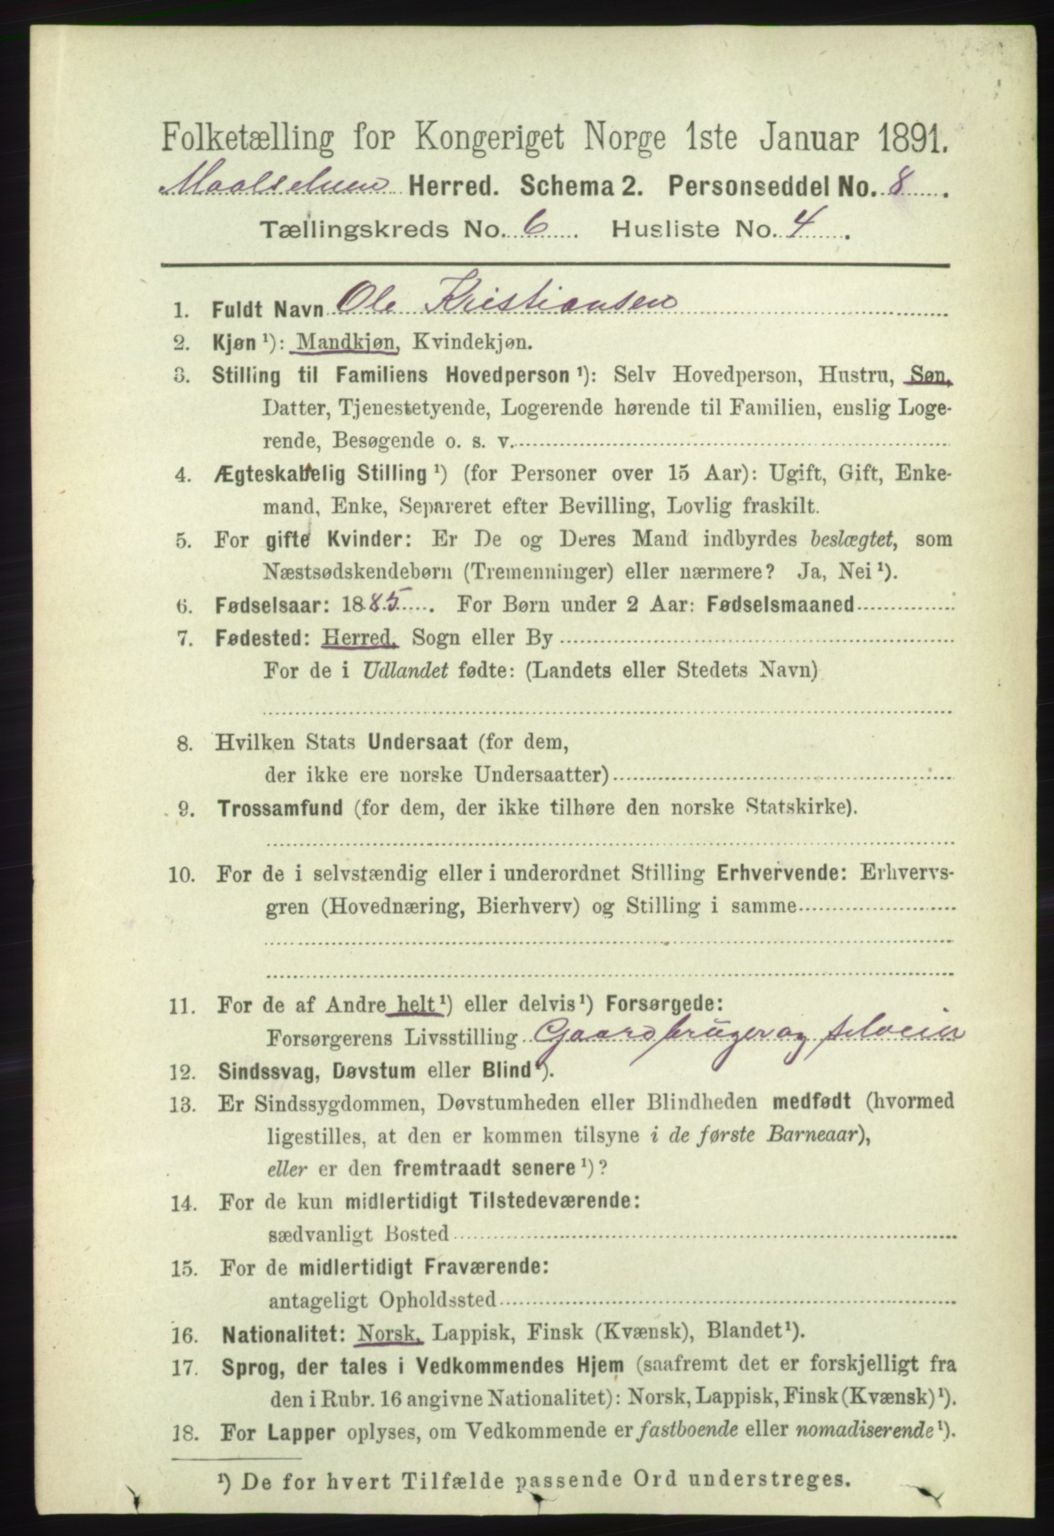 Folketælling for Kongeriget Norge 1ste Januar 1891.
Maalselven Herred. Schema 2. Personseddel No. 8.
Tællingskreds No. 6. Husliste No. 4.
1. Fuldt Navn Ole Kristiansen
2. Kjøn ¹): Mandkjøn, Kvindekjøn.
3. Stilling til Familiens Hovedperson ¹): Selv Hovedperson, Hustru, Søn,
Datter, Tjenestetyende, Logerende hørende til Familien, enslig Loge-
rende, Besøgende o. s. v.
4. Ægteskabelig Stilling ¹) (for Personer over 15 Aar): Ugift, Gift, Enke-
mand, Enke, Separeret efter Bevilling, Lovlig fraskilt.
5. For gifte Kvinder: Er De og Deres Mand indbyrdes beslægtet, som
Næstsødskendebørn (Tremenninger) eller nærmere? Ja, Nei ¹).
6. Fødselsaar: 1885. For Børn under 2 Aar: Fødselsmaaned
7. Fødested: Herred, Sogn eller By
For de i Udlandet fødte: (Landets eller Stedets Navn)
8. Hvilken Stats Undersaat (for dem,
der ikke ere norske Undersaatter)
9. Trossamfund (for dem, der ikke tilhøre den norske Statskirke).
10. For de i selvstændig eller i underordnet Stilling Erhvervende: Erhvervs-
gren (Hovednæring, Bierhverv) og Stilling i samme
11. For de af Andre helt ¹) eller delvis ¹) Forsørgede:
Forsørgerens Livsstilling Gaardbruger og selveier
12. Sindssvag, Døvstum eller Blind ¹).
13. Er Sindssygdommen, Døvstumheden eller Blindheden medfødt (hvormed
ligestilles, at den er kommen tilsyne i de første Barneaar),
eller er den fremtraadt senere ¹)?
14. For de kun midlertidigt Tilstedeværende:
sædvanligt Bosted
15. For de midlertidigt Fraværende:
antageligt Opholdssted
16. Nationalitet: Norsk, Lappisk, Finsk (Kvænsk), Blandet ¹).
17. Sprog, der tales i Vedkommendes Hjem (saafremt det er forskjelligt fra
den i Rubr. 16 angivne Nationalitet): Norsk, Lappisk, Finsk (Kvænsk) ¹).
18. For Lapper oplyses, om Vedkommende er fastboende eller nomadiserende ¹).
¹) De for hvert Tilfælde passende Ord understreges.